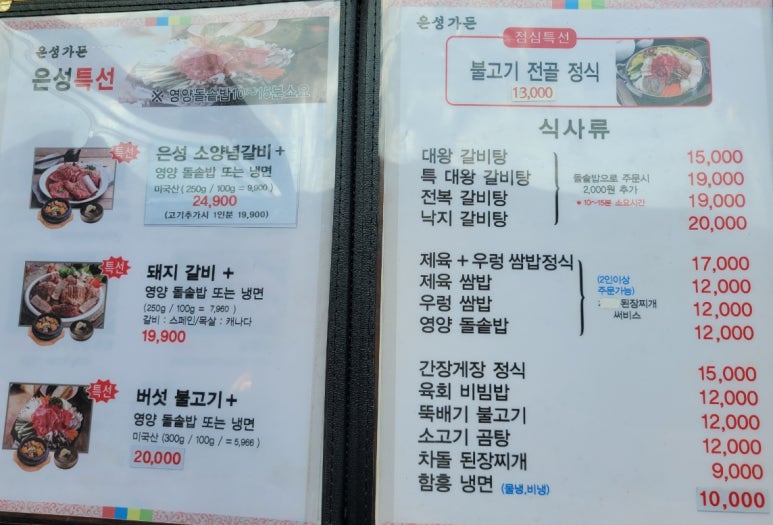 은성가든
은성특선
※ 영양돌솥밥10~15분소요
특선
은성 소양념갈비+
영양 돌솥밥 또는 냉면
미국산 (250g / 100g = 9,900)
24,900
(고기추가시 1인분 19,900)
특선
돼지 갈비 +
영양 돌솥밥 또는 냉면
(250g / 100g = 7,960 )
갈비 : 스페인/목살 : 캐나다
19,900
특선
버섯 불고기+
영양 돌솥밥 또는 냉면
미국산 (300g / 100g / = 5,966 )
20,000
은성가든
점심특선
불고기 전골 정식
13,000
식사류
대왕 갈비탕 15,000
특 대왕 갈비탕 19,000
전복 갈비탕 19,000
낙지 갈비탕 20,000
돌솥밥으로 주문시
2,000원 추가
* 10~15분 소요시간
제육+우렁 쌈밥정식 17,000
제육 쌈밥 12,000
우렁 쌈밥 12,000
영양 돌솥밥 12,000
(2인이상
주문가능)
된장찌개
써비스
간장게장 정식 15,000
육회 비빔밥 12,000
뚝배기 불고기 12,000
소고기 곰탕 12,000
차돌 된장찌개 9,000
함흥 냉면 (물냉,비냉) 10,000